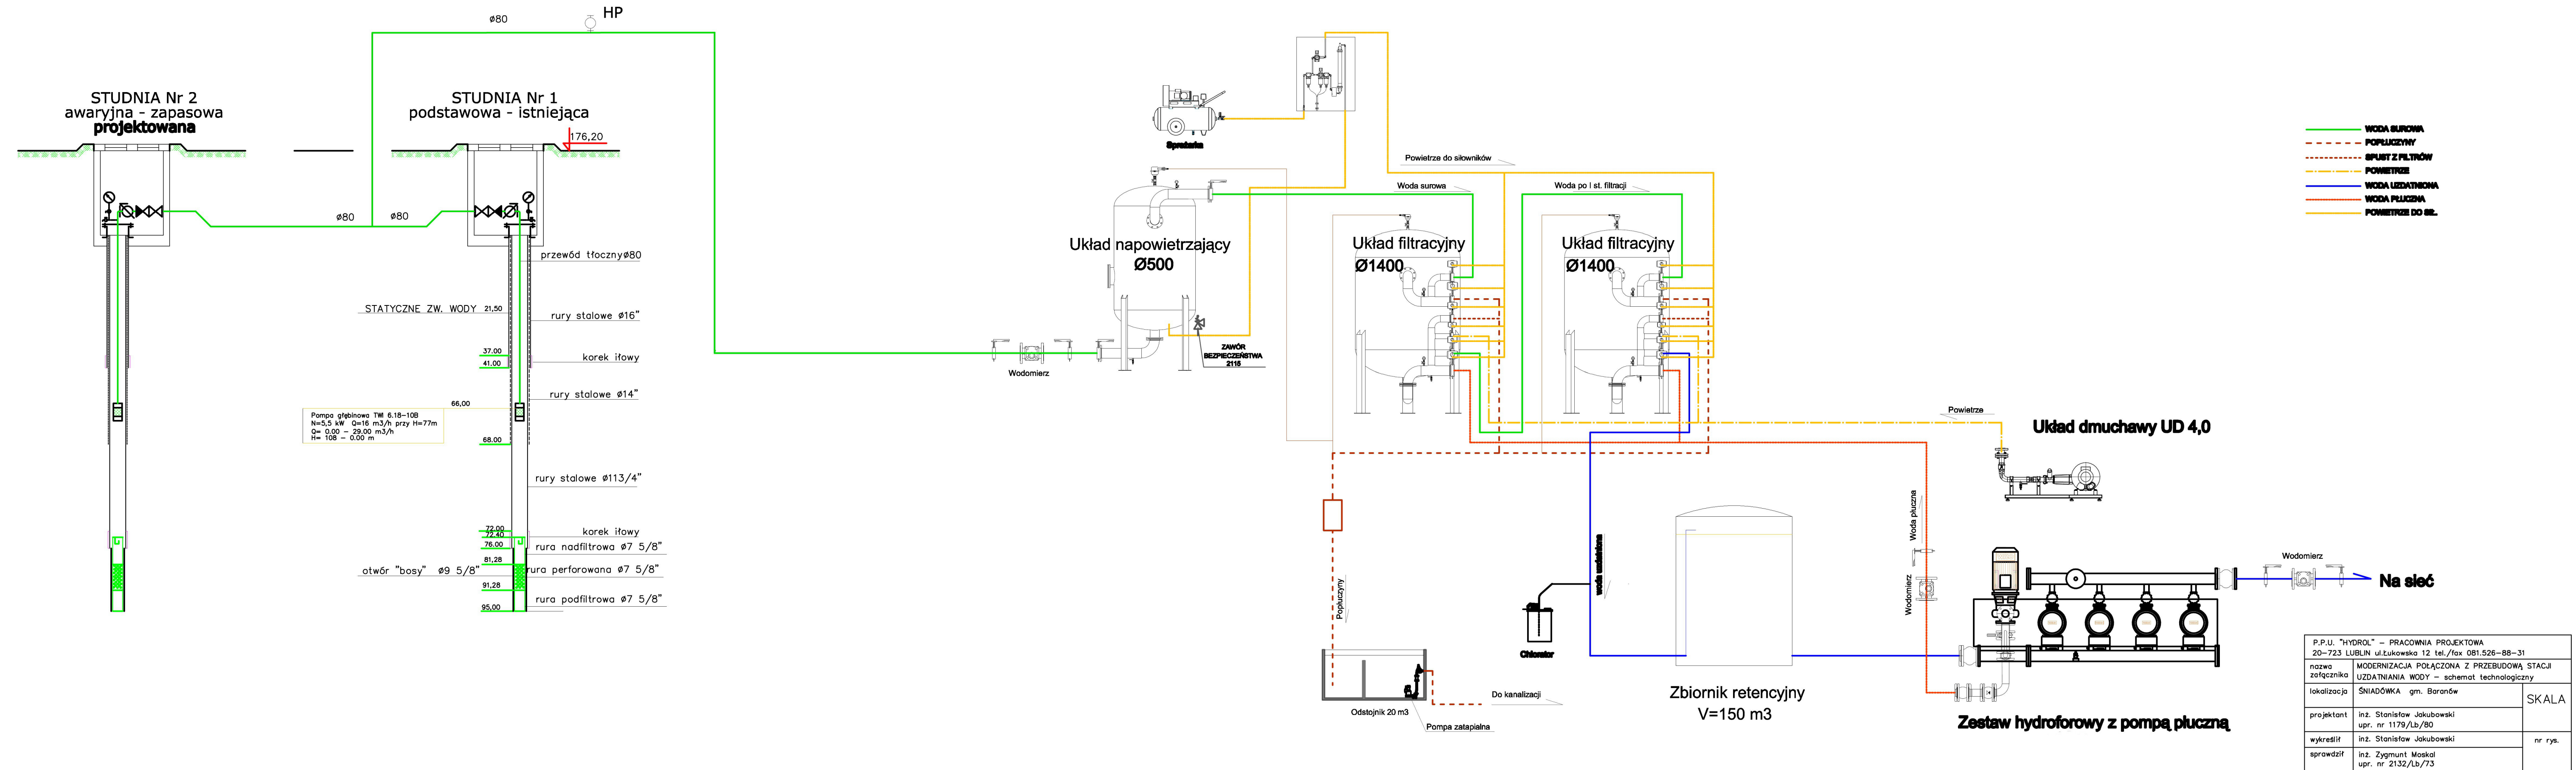 ø80
HP
STUDNIA Nr 2
awaryjna - zapasowa
projektowana
STUDNIA Nr 1
podstawowa - istniejąca
176,20
ø80
ø80
przewód tłocznyø80
STATYCZNE ZW. WODY 21,50
rury stalowe ø16"
37.00
41.00
korek iłowy
rury stalowe ø14"
66,00
Pompa głębinowa TWI 6.18-10B
N=5,5 kW Q=16 m3/h przy H=77m
Q= 0.00 - 29.00 m3/h
H= 108 - 0.00 m
68.00
rury stalowe ø113/4"
72.00
72.40
76.00
korek iłowy
rura nadfiltrowa ø7 5/8"
81,28
otwór "bosy" ø9 5/8"
rura perforowana ø7 5/8"
91,28
rura podfiltrowa ø7 5/8"
95,00
Sprężarka
Powietrze do siłowników
Woda surowa
Woda po I st. filtracji
Układ napowietrzający
Ø500
Układ filtracyjny
Ø1400
Układ filtracyjny
Ø1400
ZAWÓR
BEZPIECZEŃSTWA
2115
Wodomierz
Powietrze
Układ dmuchawy UD 4,0
Woda płuczna
Wodomierz
woda uzdatniona
Popłuczyny
Chlorator
Odstojnik 20 m3
Do kanalizacji
Pompa zatapialna
Zbiornik retencyjny
V=150 m3
Wodomierz
Na sieć
Zestaw hydroforowy z pompą płuczną
WODA SUROWA
POPŁUCZYNY
SPUST Z FILTRÓW
POWIETRZE
WODA UZDATNIONA
WODA PŁUCZNA
POWIETRZE DO SIŁ.
P.P.U. "HYDROL" - PRACOWNIA PROJEKTOWA
20-723 LUBLIN ul.Łukowska 12 tel./fax 081.526-88-31
nazwa załącznika
MODERNIZACJA POŁĄCZONA Z PRZEBUDOWĄ STACJI
UZDATNIANIA WODY - schemat technologiczny
lokalizacja
ŚNIADÓWKA gm. Baranów
SKALA
projektant
inż. Stanisław Jakubowski
upr. nr 1179/Lb/80
wykreślił
inż. Stanisław Jakubowski
nr rys.
sprawdził
inż. Zygmunt Moskal
upr. nr 2132/Lb/73